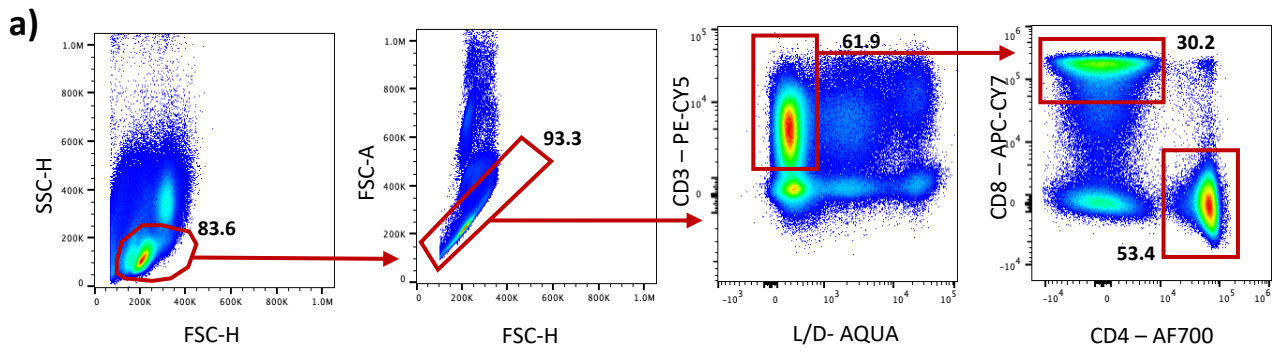 a)
1.0M
800K
600K
400K
200K
0
SSC-H
83.6
0 200K 400K 600K 800K 1.0M
FSC-H
1.0M
800K
600K
400K
200K
0
FSC-A
93.3
0 200K 400K 600K 800K 1.0M
FSC-H
10^5
10^4
0
CD3 – PE-CY5
61.9
-10^3 0 10^3 10^4 10^5
L/D- AQUA
10^6
10^5
10^4
0
-10^4
CD8 – APC-CY7
30.2
53.4
-10^4 0 10^4 10^5 10^6
CD4 – AF700